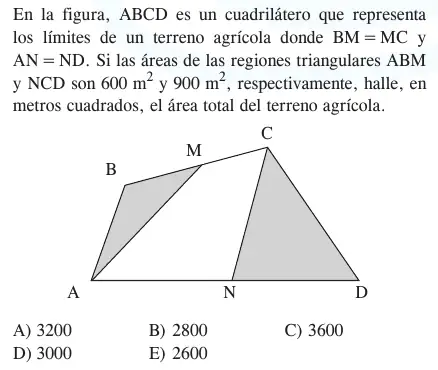 En la figura, ABCD es un cuadrilátero que representa
los límites de un terreno agrícola donde BM = MC y
AN = ND. Si las áreas de las regiones triangulares ABM
y NCD son 600 m² y 900 m², respectivamente, halle, en
metros cuadrados, el área total del terreno agrícola.
C
M
B
A
N
D
A) 3200 B) 2800 C) 3600
D) 3000 E) 2600